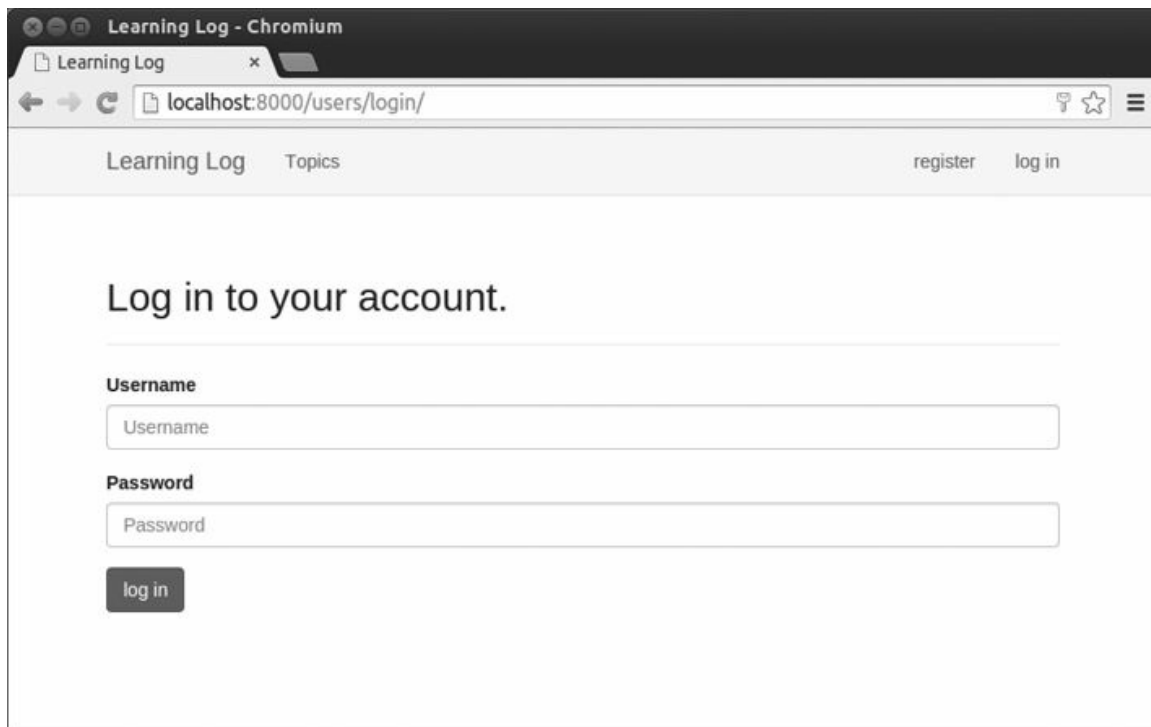 Learning Log - Chromium
Learning Log ×
localhost:8000/users/login/
Learning Log Topics register log in
Log in to your account.
Username
Username
Password
Password
log in